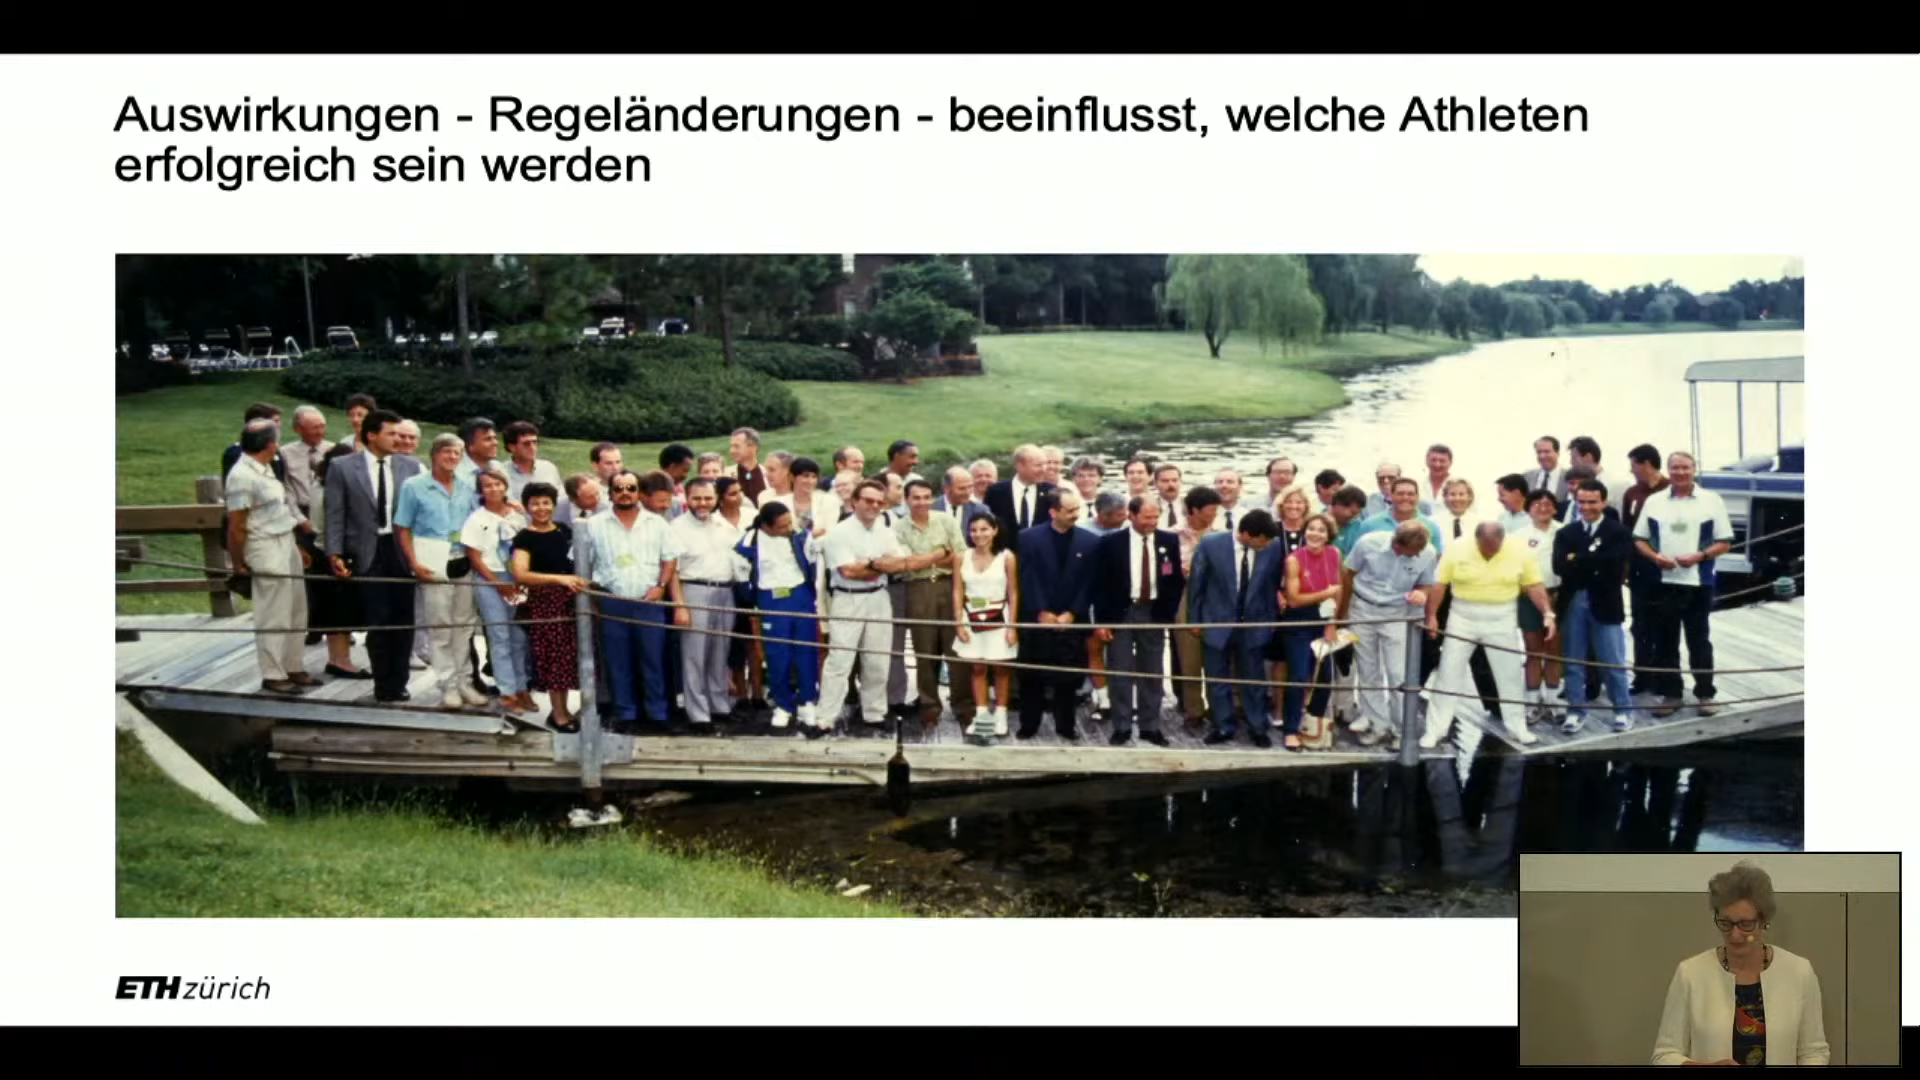 Auswirkungen - Regeländerungen - beeinflusst, welche Athleten
erfolgreich sein werden
ETH zürich